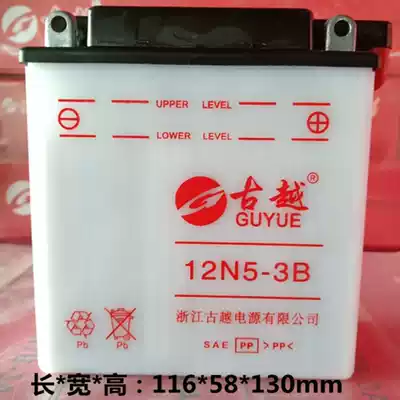 UPPER LEVEL
LOWER LEVEL
古越®
GUYUE
12N5-3B
浙江古越电源有限公司
Pb Pb
SAE PP >PP<
长*宽*高：116*58*130mm